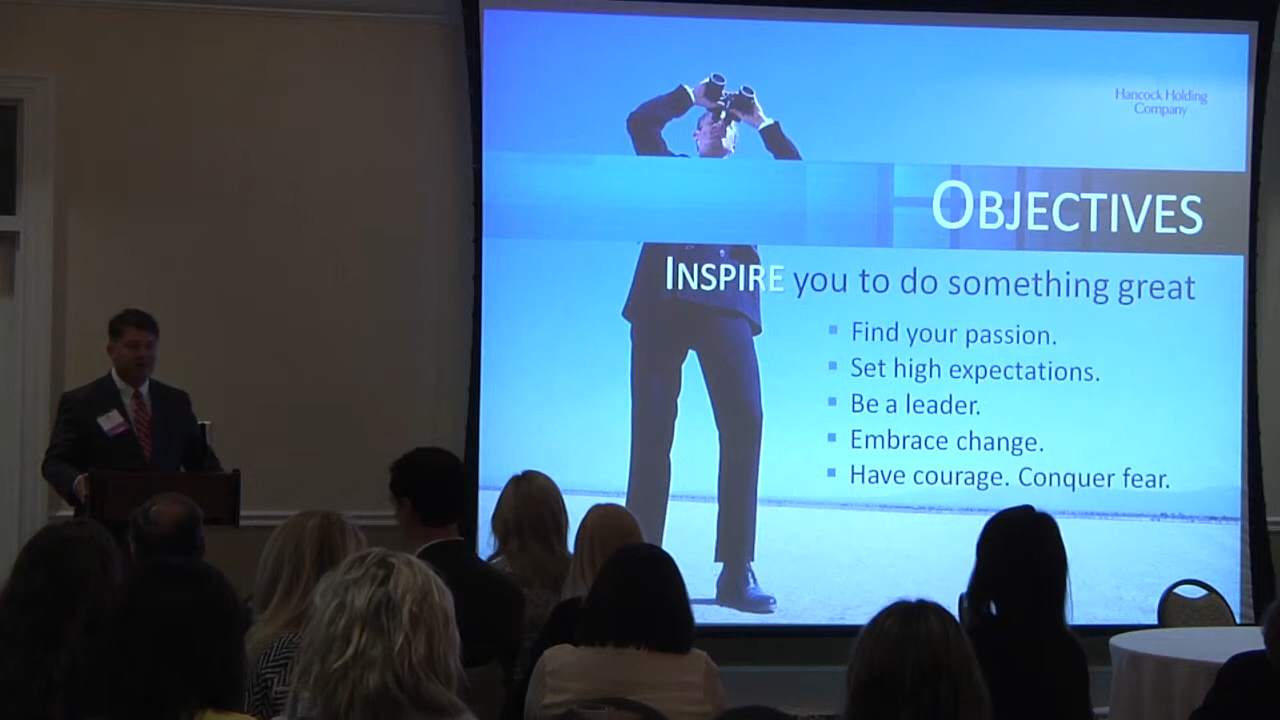 Hancock Holding
Company
OBJECTIVES
INSPIRE you to do something great
Find your passion.
Set high expectations.
Be a leader.
Embrace change.
Have courage. Conquer fear.